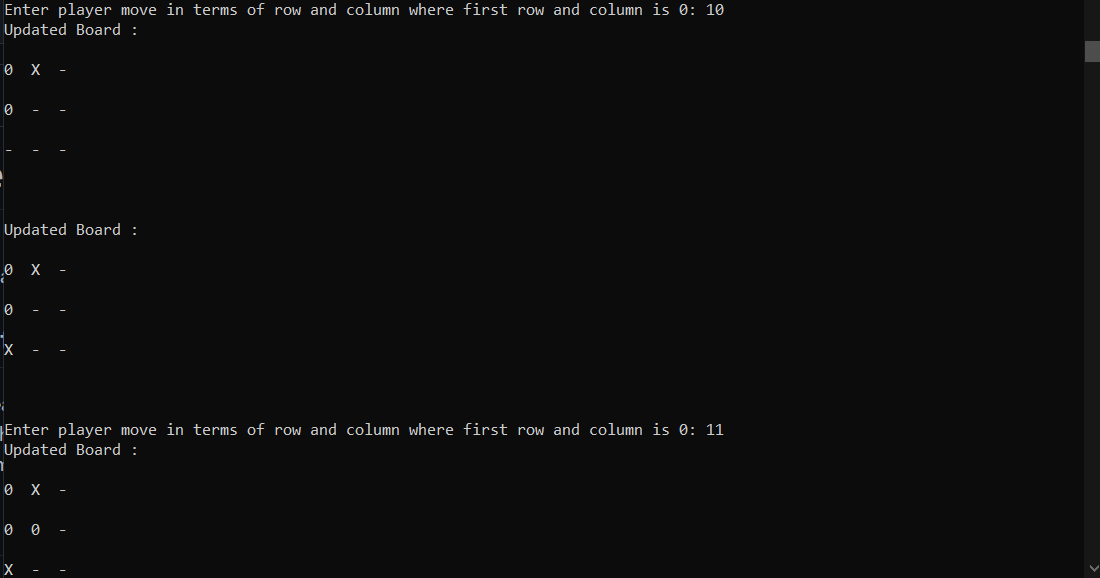 Enter player move in terms of row and column where first row and column is 0: 10
Updated Board :
0  X  -
0  -  -
-  -  -
Updated Board :
0  X  -
0  -  -
X  -  -
Enter player move in terms of row and column where first row and column is 0: 11
Updated Board :
0  X  -
0  0  -
X  -  -